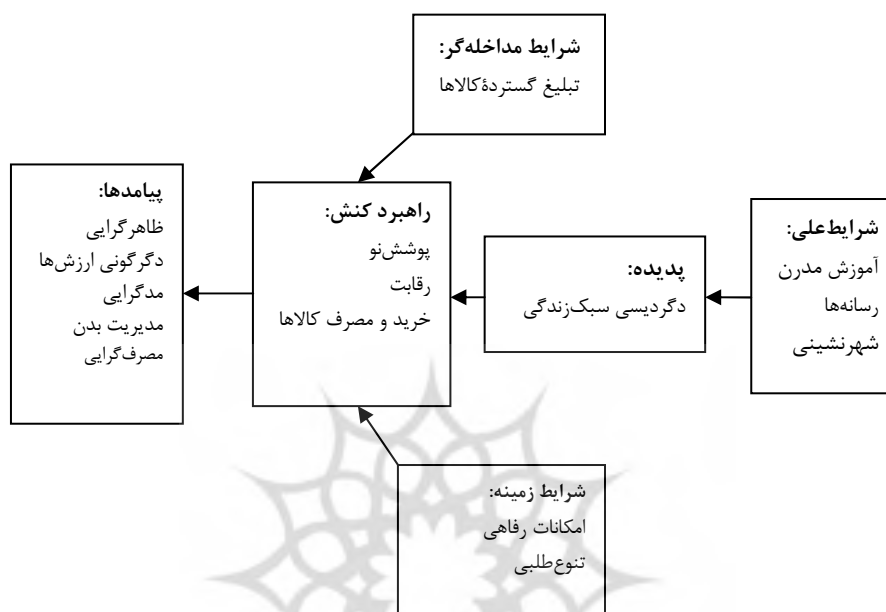 شرایط مداخله‌گر:
تبلیغ گستردهٔ کالاها
شرایط‌علی:
آموزش مدرن
رسانه‌ها
شهرنشینی
پدیده:
دگردیسی سبک‌زندگی
راهبرد کنش:
پوشش‌نو
رقابت
خرید و مصرف کالاها
پیامدها:
ظاهرگرایی
دگرگونی ارزش‌ها
مدگرایی
مدیریت بدن
مصرف‌گرایی
شرایط زمینه:
امکانات رفاهی
تنوع‌طلبی